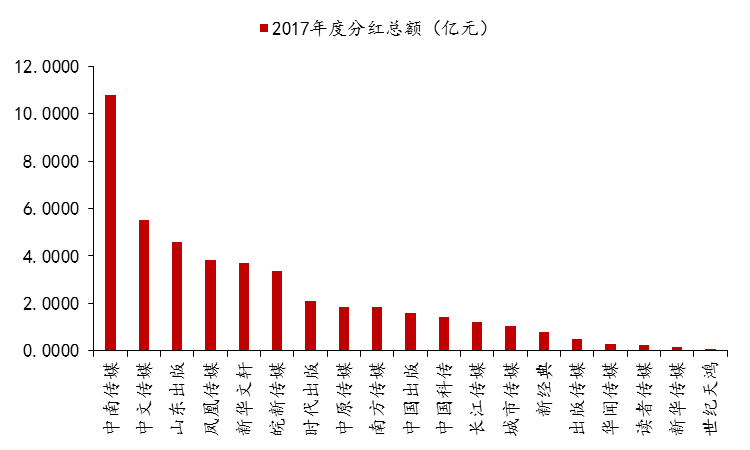 2017年度分红总额（亿元）
12.0000
10.0000
8.0000
6.0000
4.0000
2.0000
0.0000
中南传媒
中文传媒
山东出版
凤凰传媒
新华文轩
皖新传媒
时代出版
中原传媒
南方传媒
中国出版
中国科传
长江传媒
城市传媒
新经典
出版传媒
华闻传媒
读者传媒
新华传媒
世纪天鸿